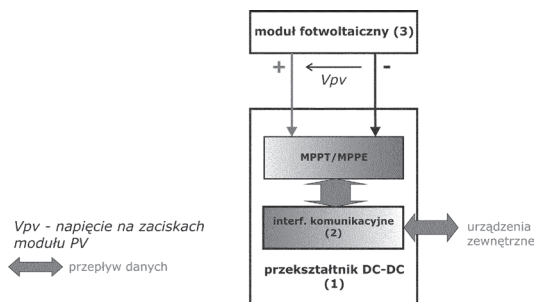 moduł fotwoltaiczny (3)
+
-
Vpv
MPPT/MPPE
interf. komunikacyjne
(2)
urządzenia
zewnętrzne
przekształtnik DC-DC
(1)
Vpv - napięcie na zaciskach
modułu PV
przepływ danych